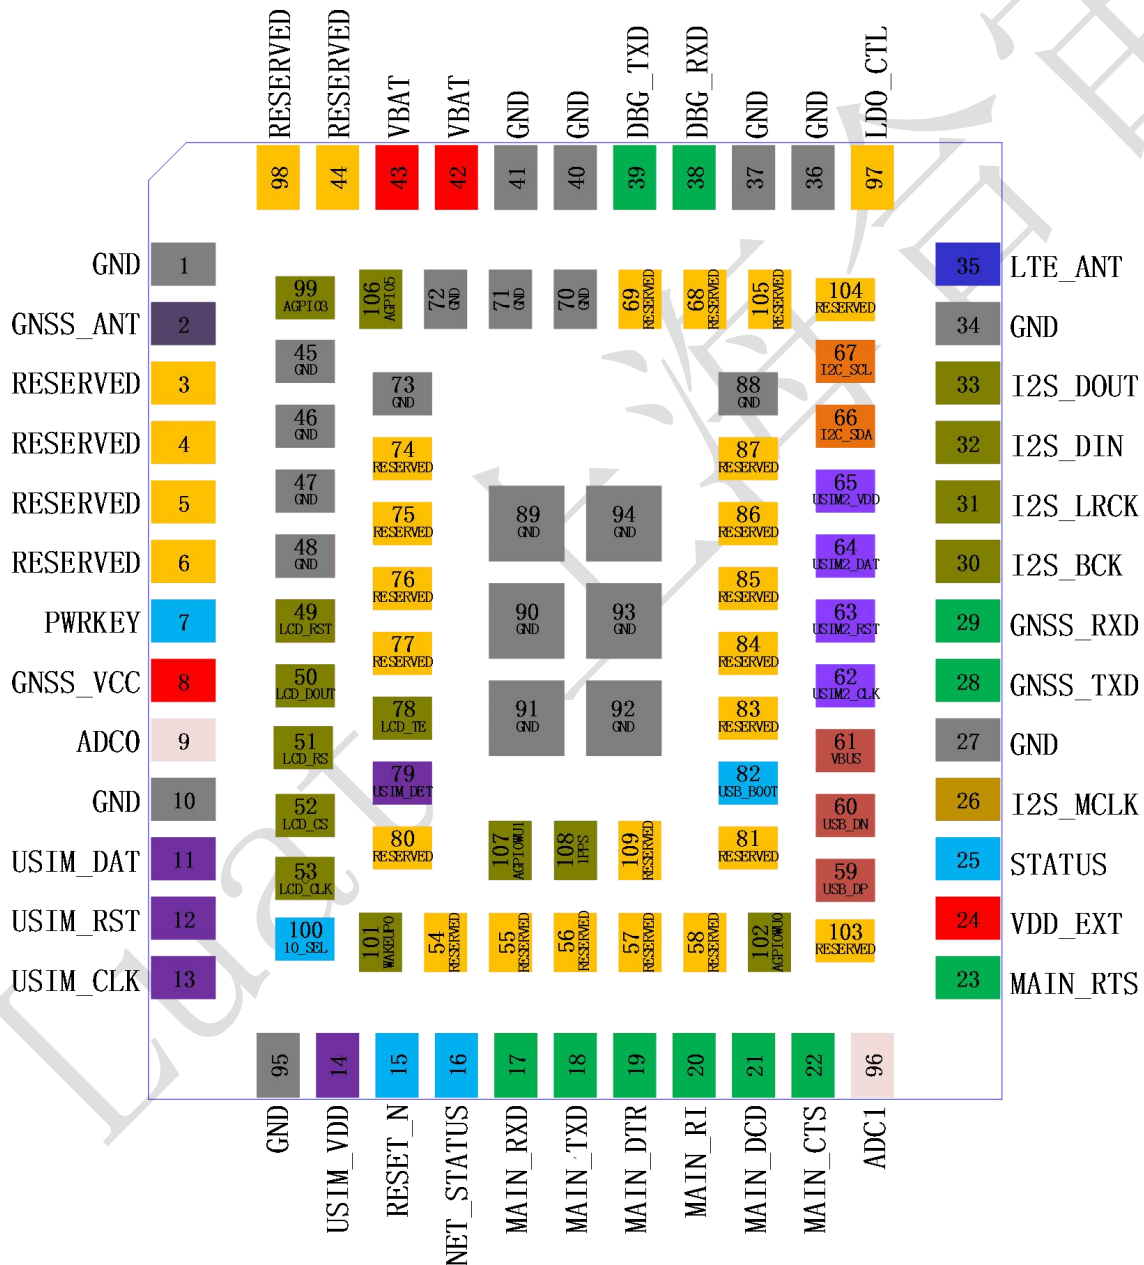 RESERVED
RESERVED
VBAT
VBAT
GND
GND
DBG_TXD
DBG_RXD
GND
GND
LDO_CTL
98
44
43
42
41
40
39
38
37
36
97
GND
1
GNSS_ANT
2
RESERVED
3
RESERVED
4
RESERVED
5
RESERVED
6
PWRKEY
7
GNSS_VCC
8
ADC0
9
GND
10
USIM_DAT
11
USIM_RST
12
USIM_CLK
13
99
AGPIO3
45
GND
46
GND
47
GND
48
GND
49
LCD_RST
50
LCD_DOUT
51
LCD_RS
52
LCD_CS
53
LCD_CLK
100
IO_SEL
106
AGPIO5
72
GND
71
GND
70
GND
69
RESERVED
68
RESERVED
105
RESERVED
104
RESERVED
73
GND
74
RESERVED
75
RESERVED
76
RESERVED
77
RESERVED
78
LCD_TE
79
USIM_DET
80
RESERVED
89
GND
94
GND
90
GND
93
GND
91
GND
92
GND
107
AGPIOWU1
108
1PPS
109
RESERVED
88
GND
87
RESERVED
86
RESERVED
85
RESERVED
84
RESERVED
83
RESERVED
82
USB_BOOT
81
RESERVED
67
I2C_SCL
66
I2C_SDA
65
USIM2_VDD
64
USIM2_DAT
63
USIM2_RST
62
USIM2_CLK
61
VBUS
60
USB_DN
59
USB_DP
103
RESERVED
101
WAKEUP0
54
RESERVED
55
RESERVED
56
RESERVED
57
RESERVED
58
RESERVED
102
AGPIOWU0
35
LTE_ANT
34
GND
33
I2S_DOUT
32
I2S_DIN
31
I2S_LRCK
30
I2S_BCK
29
GNSS_RXD
28
GNSS_TXD
27
GND
26
I2S_MCLK
25
STATUS
24
VDD_EXT
23
MAIN_RTS
95
14
15
16
17
18
19
20
21
22
96
GND
USIM_VDD
RESET_N
NET_STATUS
MAIN_RXD
MAIN_TXD
MAIN_DTR
MAIN_RI
MAIN_DCD
MAIN_CTS
ADC1
Luat
上海合